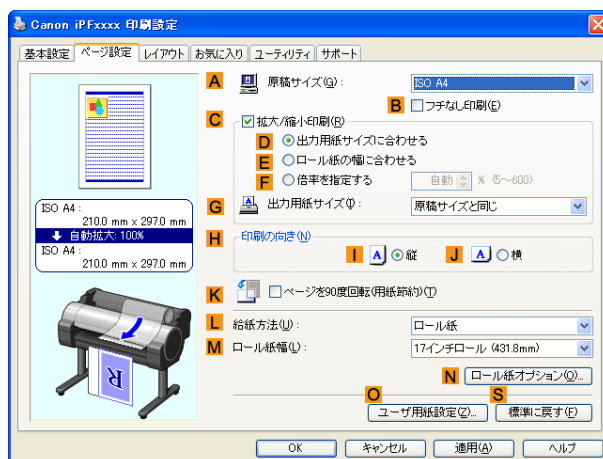 Canon iPFxxxx 印刷設定
基本設定 ページ設定 レイアウト お気に入り ユーティリティ サポート
A 原稿サイズ(G): ISO A4
B フチなし印刷(E)
C 拡大/縮小印刷(R)
D 出力用紙サイズに合わせる
E ロール紙の幅に合わせる
F 倍率を指定する 自動 % (5～600)
G 出力用紙サイズ(I): 原稿サイズと同じ
ISO A4:
210.0 mm x 297.0 mm
自動拡大: 100%
ISO A4:
210.0 mm x 297.0 mm
H 印刷の向き(N)
I A 縦 J A 横
K ページを90度回転(用紙節約)(T)
L 給紙方法(U): ロール紙
M ロール紙幅(L): 17インチロール (431.8mm)
N ロール紙オプション(Q)...
O S
ユーザ用紙設定(Z)... 標準に戻す(F)
R
OK キャンセル 適用(A) ヘルプ